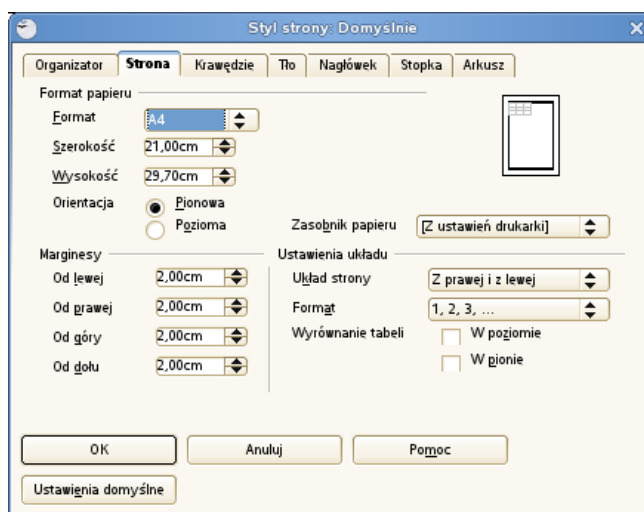 Styl strony: Domyślnie
Organizator Strona Krawędzie Tło Nagłówek Stopka Arkusz
Format papieru
Format A4
Szerokość 21,00cm
Wysokość 29,70cm
Orientacja Pionowa
Pozioma
Zasobnik papieru [Z ustawień drukarki]
Marginesy
Od lewej 2,00cm
Od prawej 2,00cm
Od góry 2,00cm
Od dołu 2,00cm
Ustawienia układu
Układ strony Z prawej i z lewej
Format 1, 2, 3, ...
Wyrównanie tabeli W poziomie
W pionie
OK Anuluj Pomoc
Ustawienia domyślne